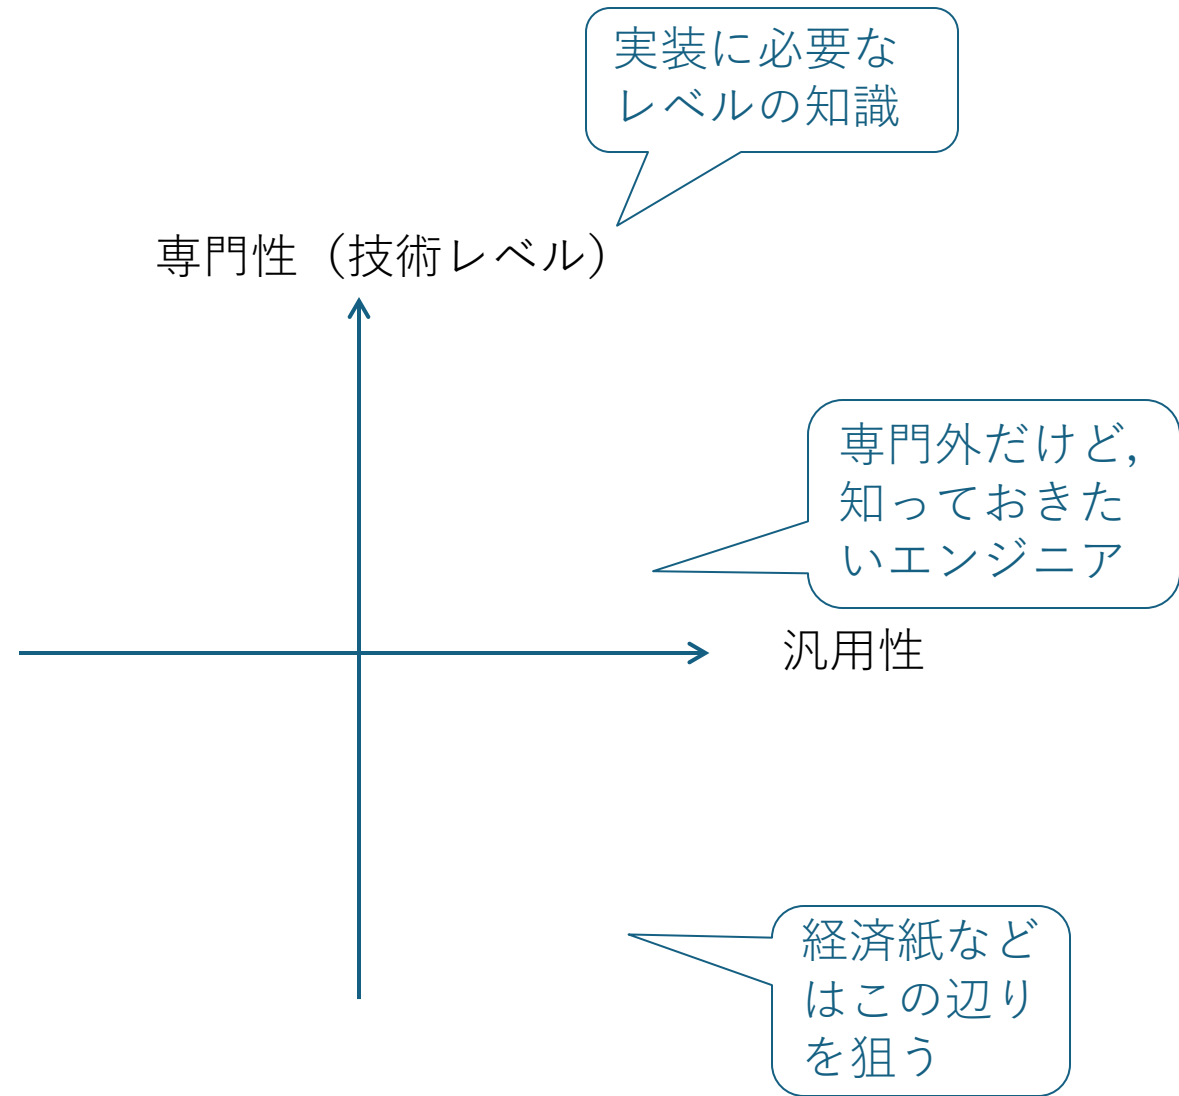 実装に必要な
レベルの知識
専門性（技術レベル）
専門外だけど,
知っておきた
いエンジニア
汎用性
経済紙など
はこの辺り
を狙う